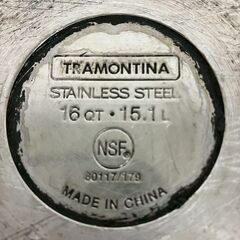 TRAMONTINA
STAINLESS STEEL
16 QT • 15.1 L
NSF
80117/179
MADE IN CHINA